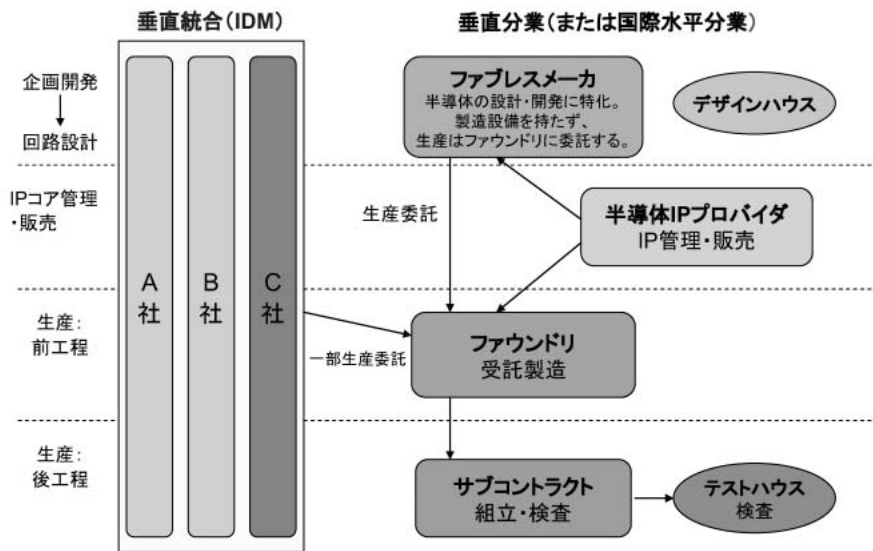 垂直統合(IDM)
垂直分業(または国際水平分業)
企画開発
回路設計
A社
B社
C社
ファブレスメーカ
半導体の設計・開発に特化。
製造設備を持たず、
生産はファウンドリに委託する。
デザインハウス
IPコア管理
・販売
生産委託
半導体IPプロバイダ
IP管理・販売
生産:
前工程
一部生産委託
ファウンドリ
受託製造
生産:
後工程
サブコントラクト
組立・検査
テストハウス
検査